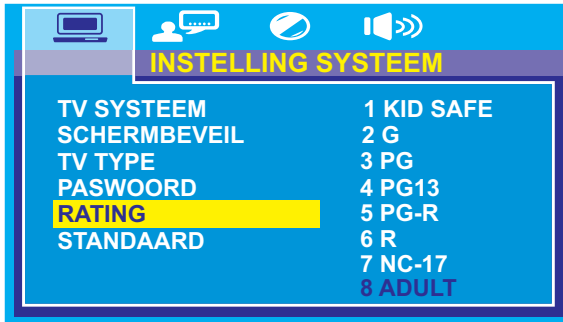 INSTELLING SYSTEEM
TV SYSTEEM
SCHERMBEVEIL
TV TYPE
PASWOORD
RATING
STANDAARD
1 KID SAFE
2 G
3 PG
4 PG13
5 PG-R
6 R
7 NC-17
8 ADULT